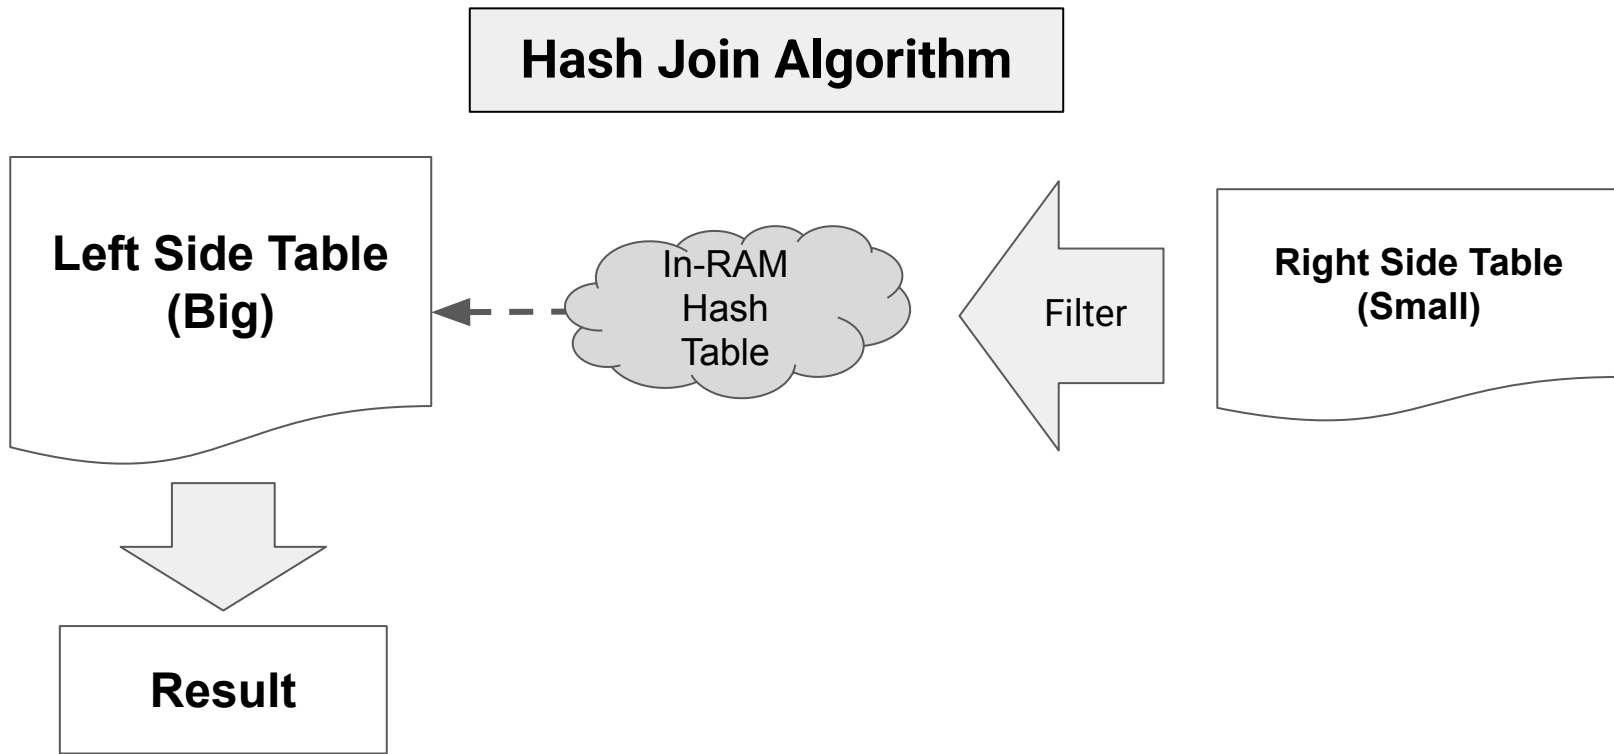 Hash Join Algorithm
Left Side Table
(Big)
In-RAM
Hash
Table
Filter
Right Side Table
(Small)
Result